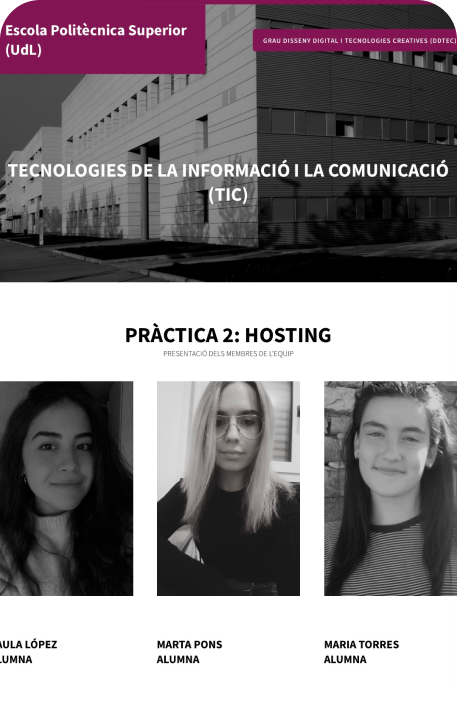 Escola Politècnica Superior
(UdL)
GRAU DISSENY DIGITAL I TECNOLOGIES CREATIVES (DDTEC)
TECNOLOGIES DE LA INFORMACIÓ I LA COMUNICACIÓ
(TIC)
PRÀCTICA 2: HOSTING
PRESENTACIÓ DELS MEMBRES DE L'EQUIP
AULA LÓPEZ
LUMNA
MARTA PONS
ALUMNA
MARIA TORRES
ALUMNA